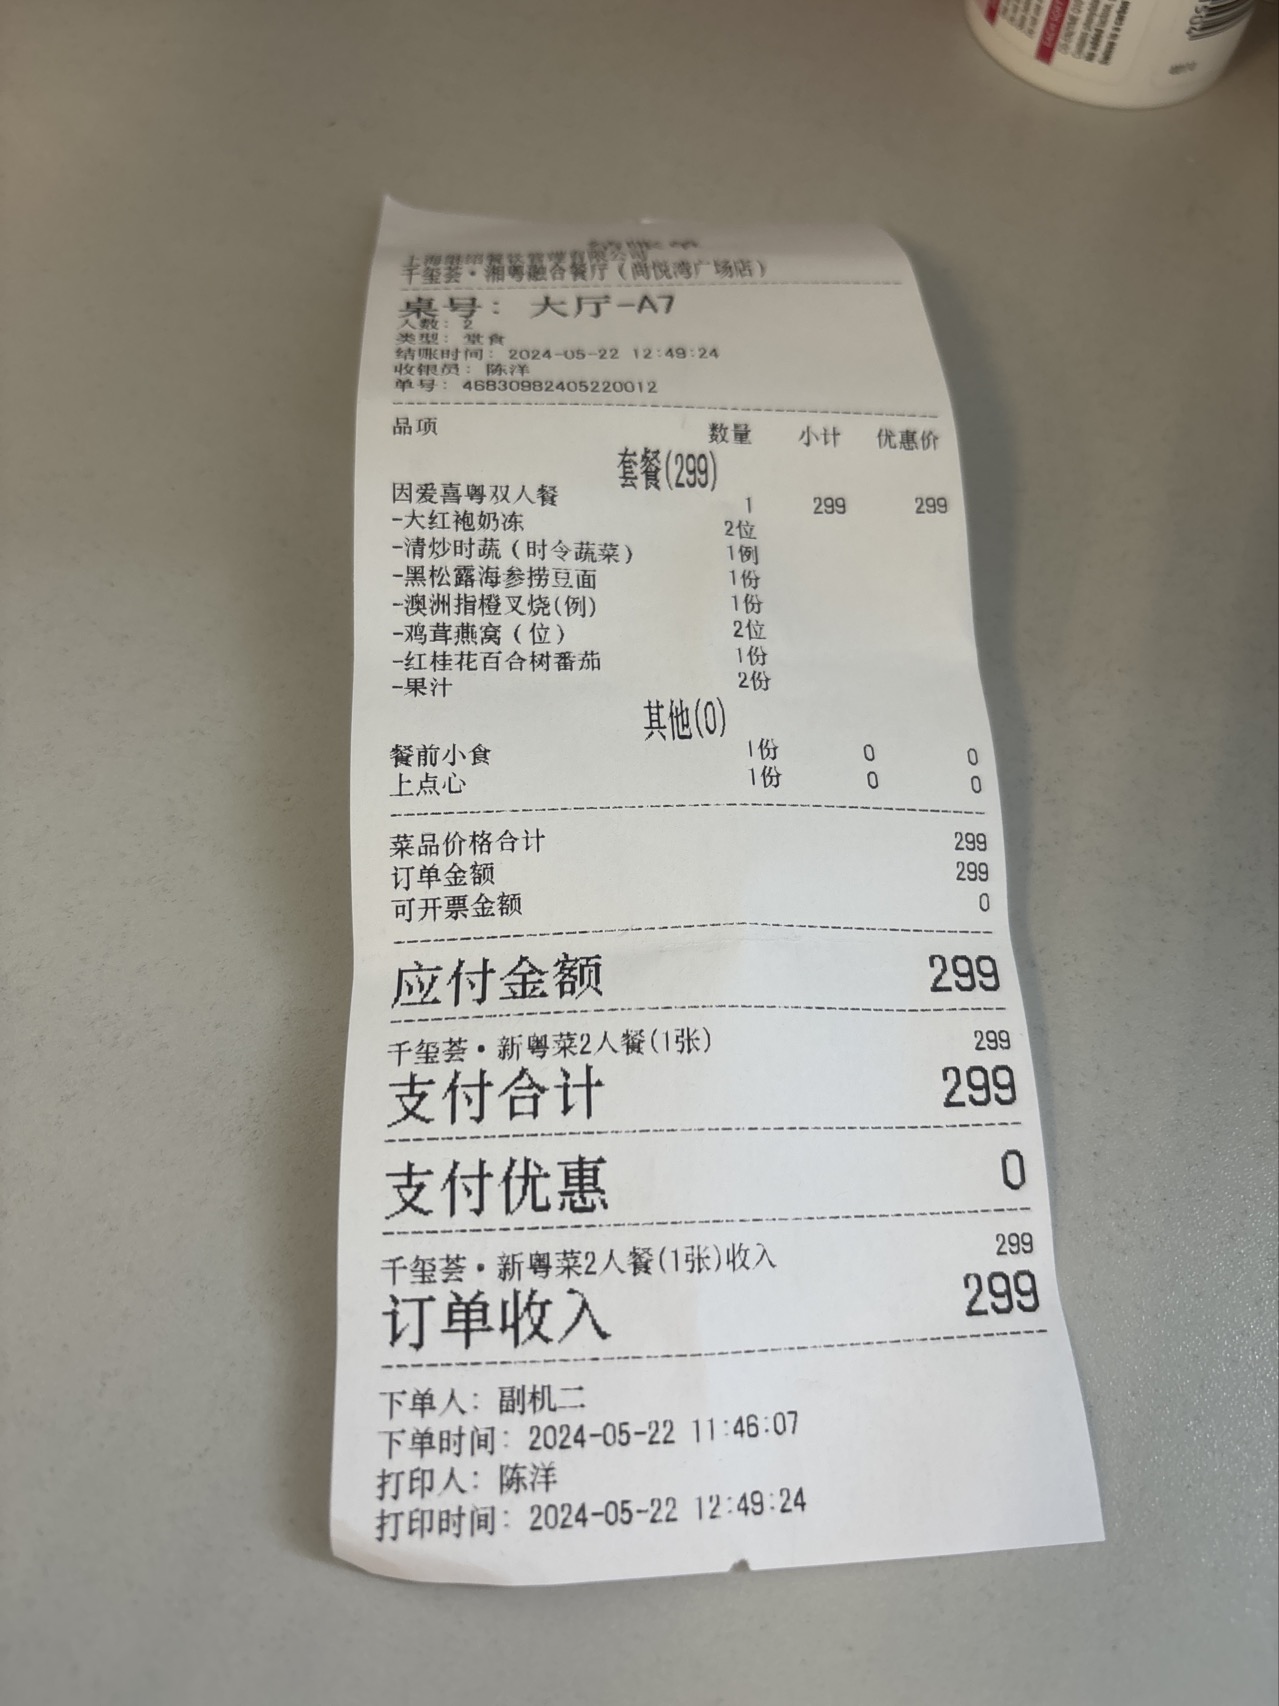 结账单
千玺荟·湘粤融合餐厅（尚悦湾广场店）
桌号： 大厅-A7
人数： 2
类型： 堂食
结账时间： 2024-05-22 12:49:24
收银员： 陈洋
单号： 46830982405220012
品项 数量 小计 优惠价
套餐(299)
因爱喜粤双人餐 1 299 299
-大红袍奶冻 2位
-清炒时蔬（时令蔬菜） 1例
-黑松露海参捞豆面 1份
-澳洲指橙叉烧(例) 1份
-鸡茸燕窝（位） 2位
-红桂花百合树番茄 1份
-果汁 2份
其他(0)
餐前小食 1份 0 0
上点心 1份 0 0
菜品价格合计 299
订单金额 299
可开票金额 0
应付金额 299
千玺荟·新粤菜2人餐(1张) 299
支付合计 299
支付优惠 0
千玺荟·新粤菜2人餐(1张)收入 299
订单收入 299
下单人： 副机二
下单时间： 2024-05-22 11:46:07
打印人： 陈洋
打印时间： 2024-05-22 12:49:24